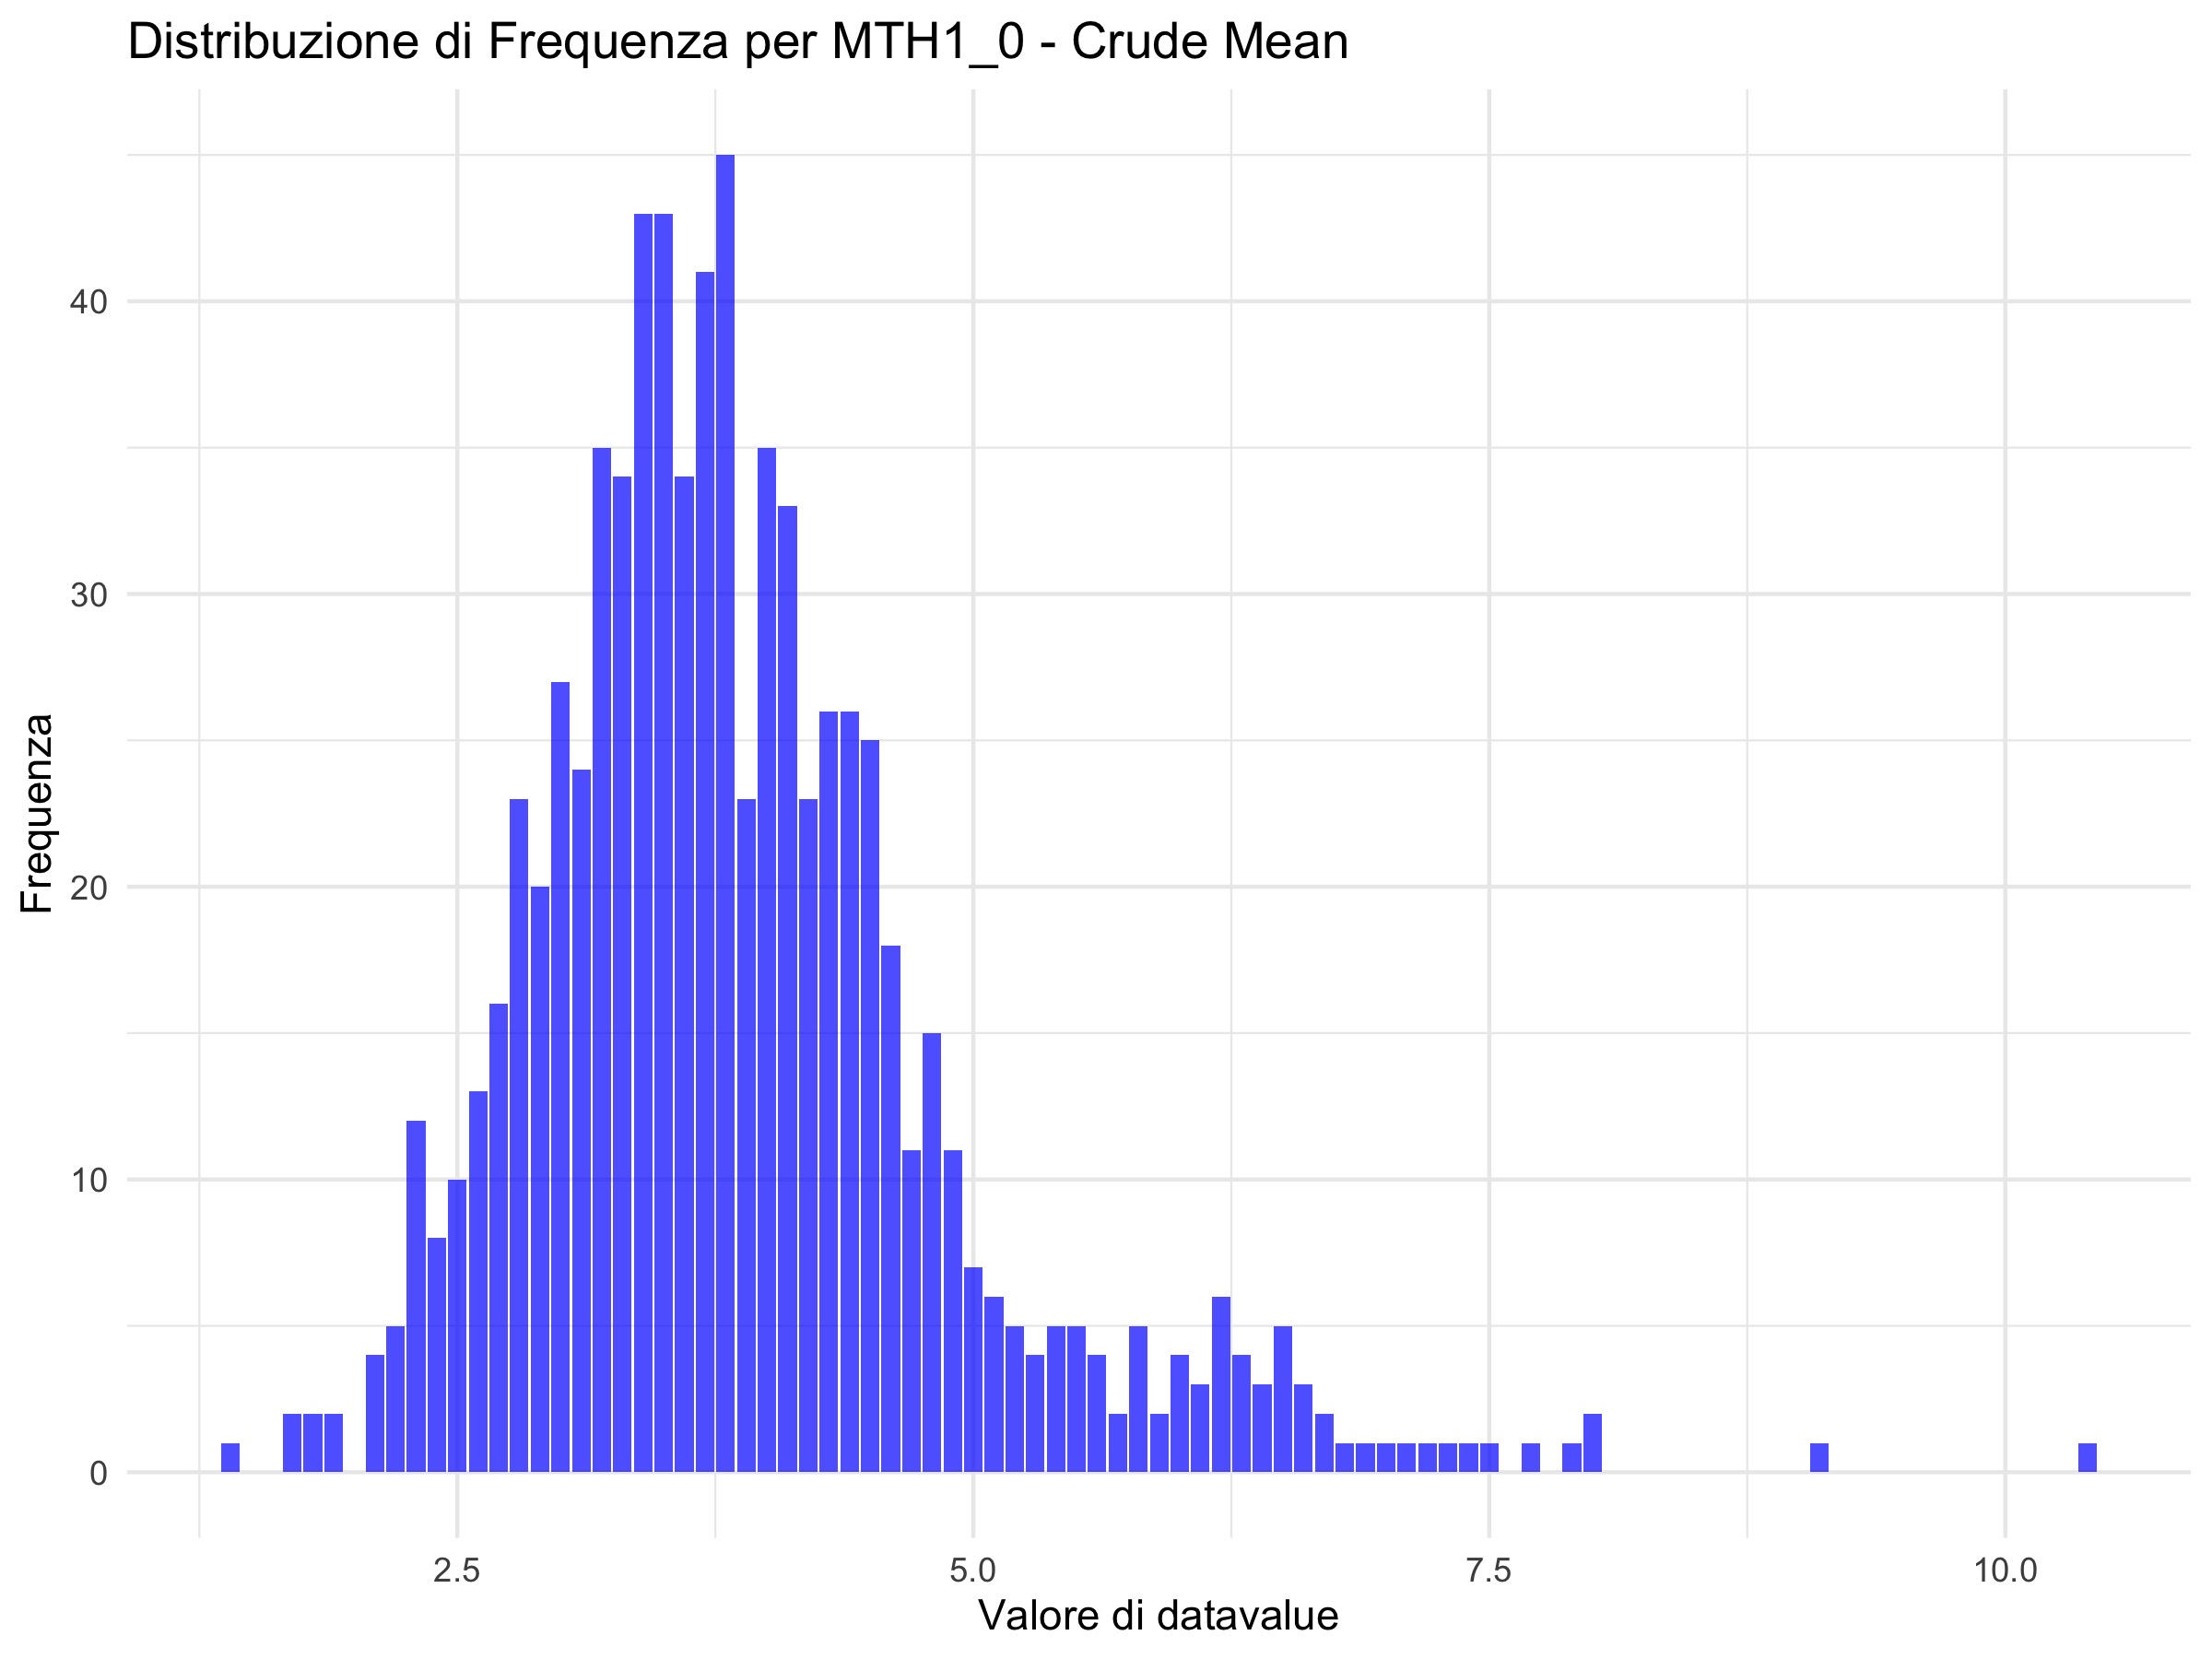 Distribuzione di Frequenza per MTH1_0 - Crude Mean
Frequenza
40
30
20
10
0
2.5 5.0 7.5 10.0
Valore di datavalue